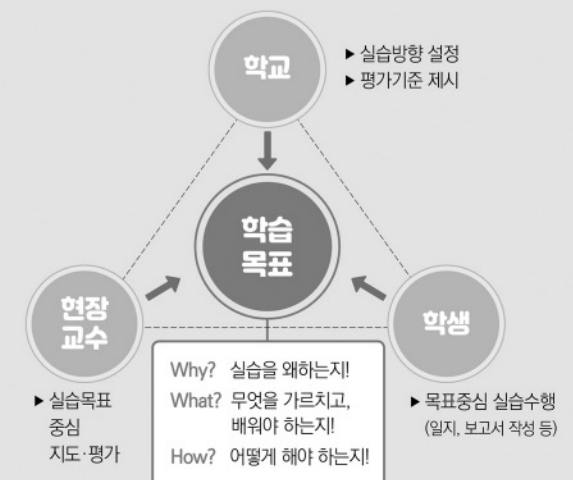 학교
▶ 실습방향 설정
▶ 평가기준 제시
학습
목표
현장
교수
학생
Why? 실습을 왜하는지!
What? 무엇을 가르치고,
배워야 하는지!
How? 어떻게 해야 하는지!
▶ 실습목표
중심
지도·평가
▶ 목표중심 실습수행
(일지, 보고서 작성 등)